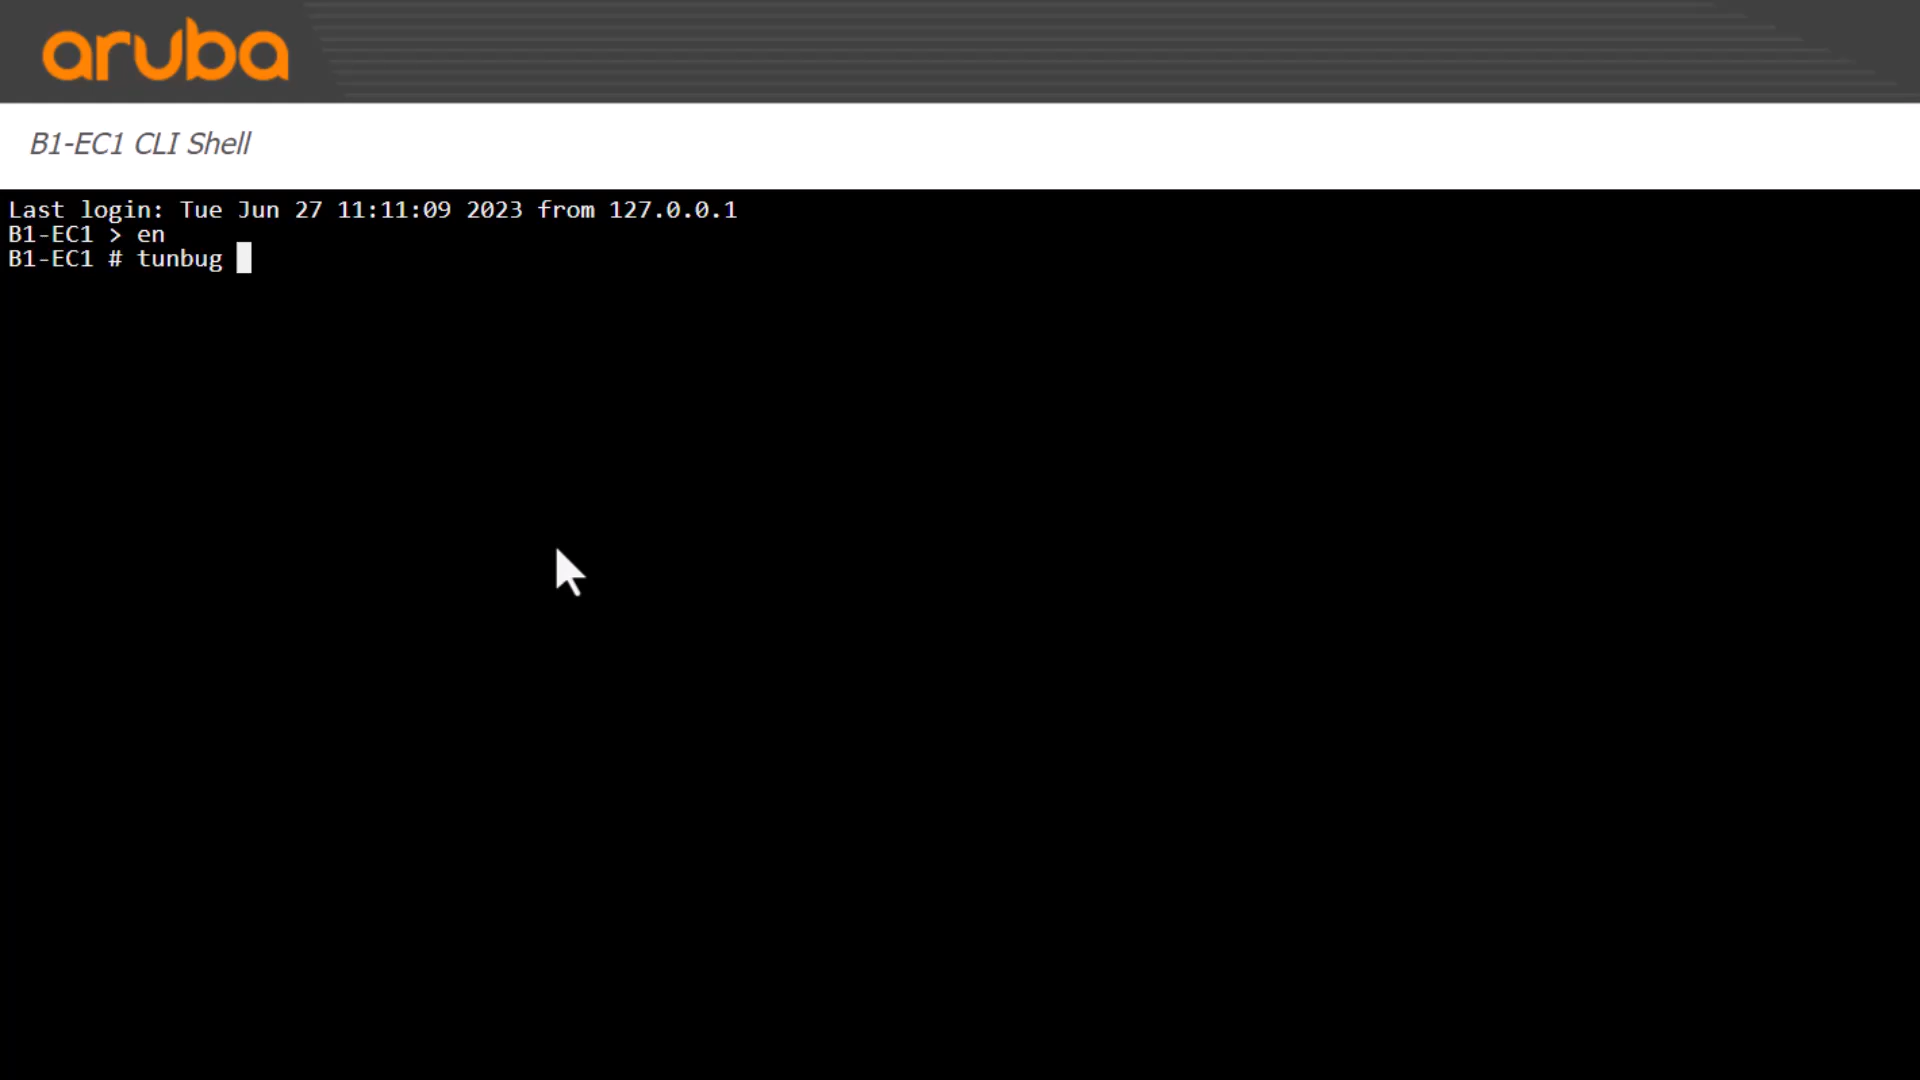 aruba
B1-EC1 CLI Shell
Last login: Tue Jun 27 11:11:09 2023 from 127.0.0.1
B1-EC1 > en
B1-EC1 # tunbug